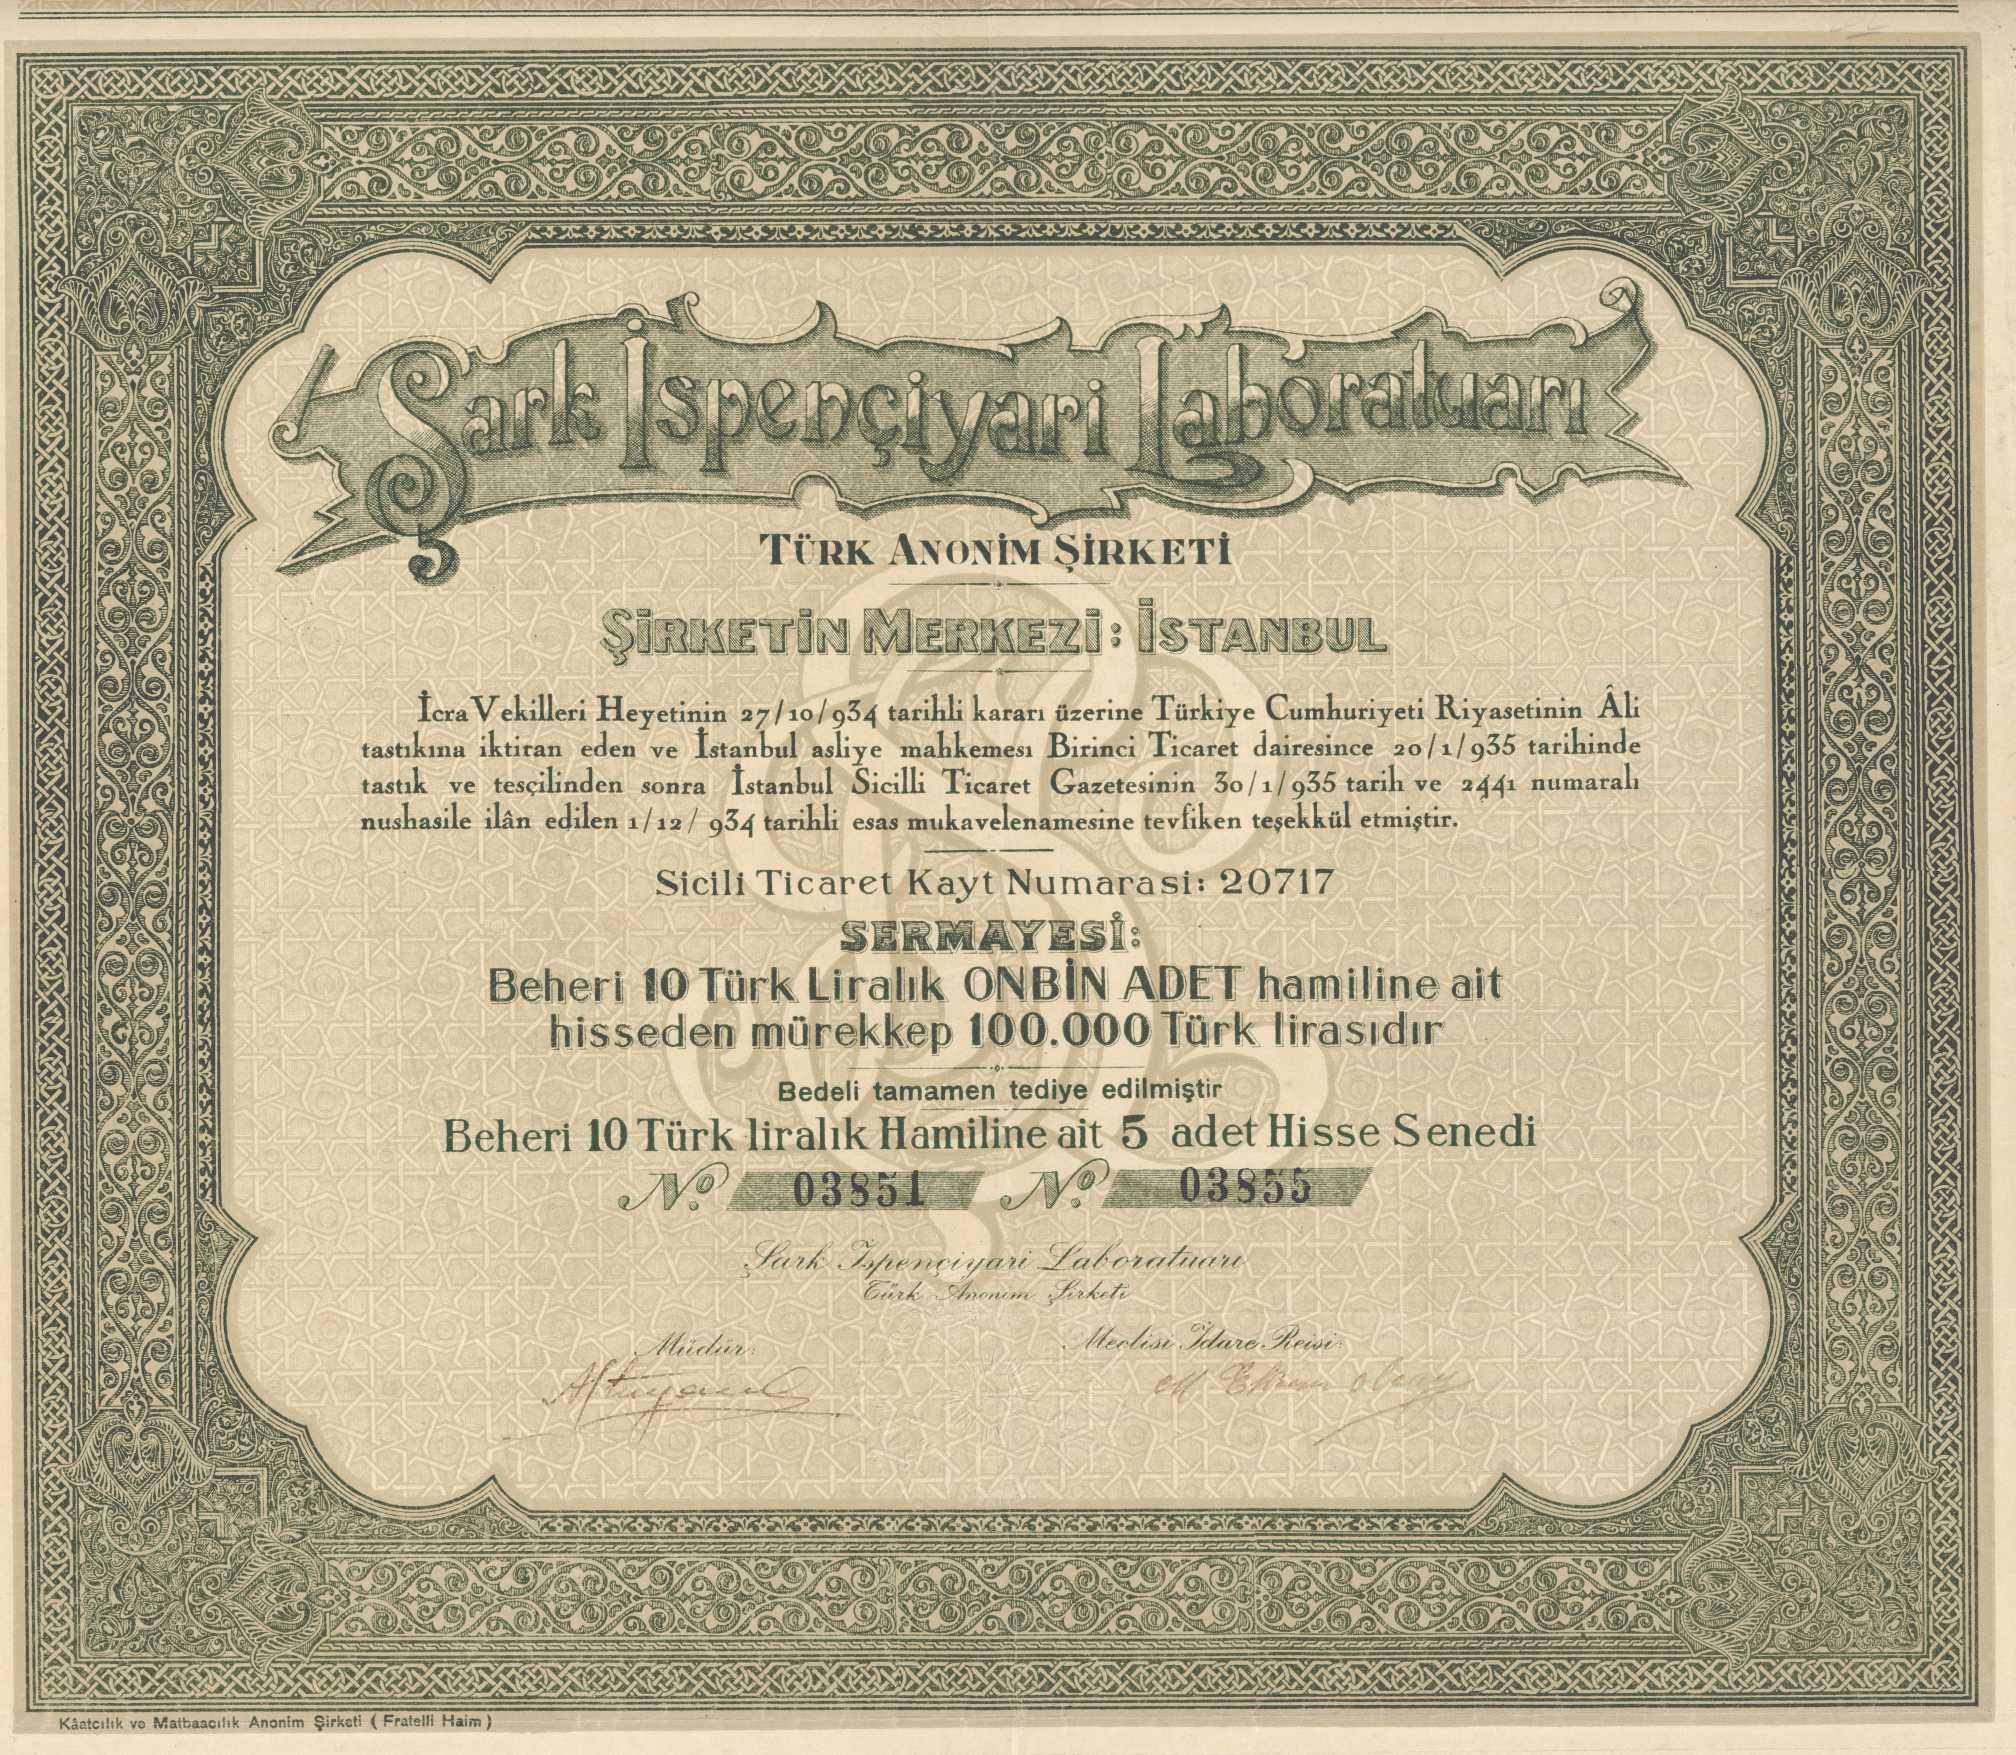 Şark İspençiyari Laboratuarı
TÜRK ANONİM ŞİRKETİ
ŞİRKETİN MERKEZİ: İSTANBUL
İcra Vekilleri Heyetinin 27/10/934 tarihli kararı üzerine Türkiye Cumhuriyeti Riyasetinin Âli
tastıkına iktiran eden ve İstanbul asliye mahkemesı Birinci Ticaret dairesince 20/1/935 tarihinde
tastık ve tesçilinden sonra İstanbul Sicilli Ticaret Gazetesinin 30/1/935 tarih ve 2441 numaralı
nushasile ilân edilen 1/12/ 934 tarihli esas mukavelenamesine tevfiken teşekkül etmiştir.
Sicili Ticaret Kayt Numarasi: 20717
SERMAYESİ:
Beheri 10 Türk Liralık ONBİN ADET hamiline ait
hisseden mürekkep 100.000 Türk lirasıdır
Bedeli tamamen tediye edilmiştir
Beheri 10 Türk liralık Hamiline ait 5 adet Hisse Senedi
No. 03851 No. 03855
Şark İspençiyari Laboratuarı
Türk Anonim Şirketi
Müdür: Meclisi İdare Reisi:
Kâatcılık ve Matbaacılık Anonim Şirketi ( Fratelli Haim )